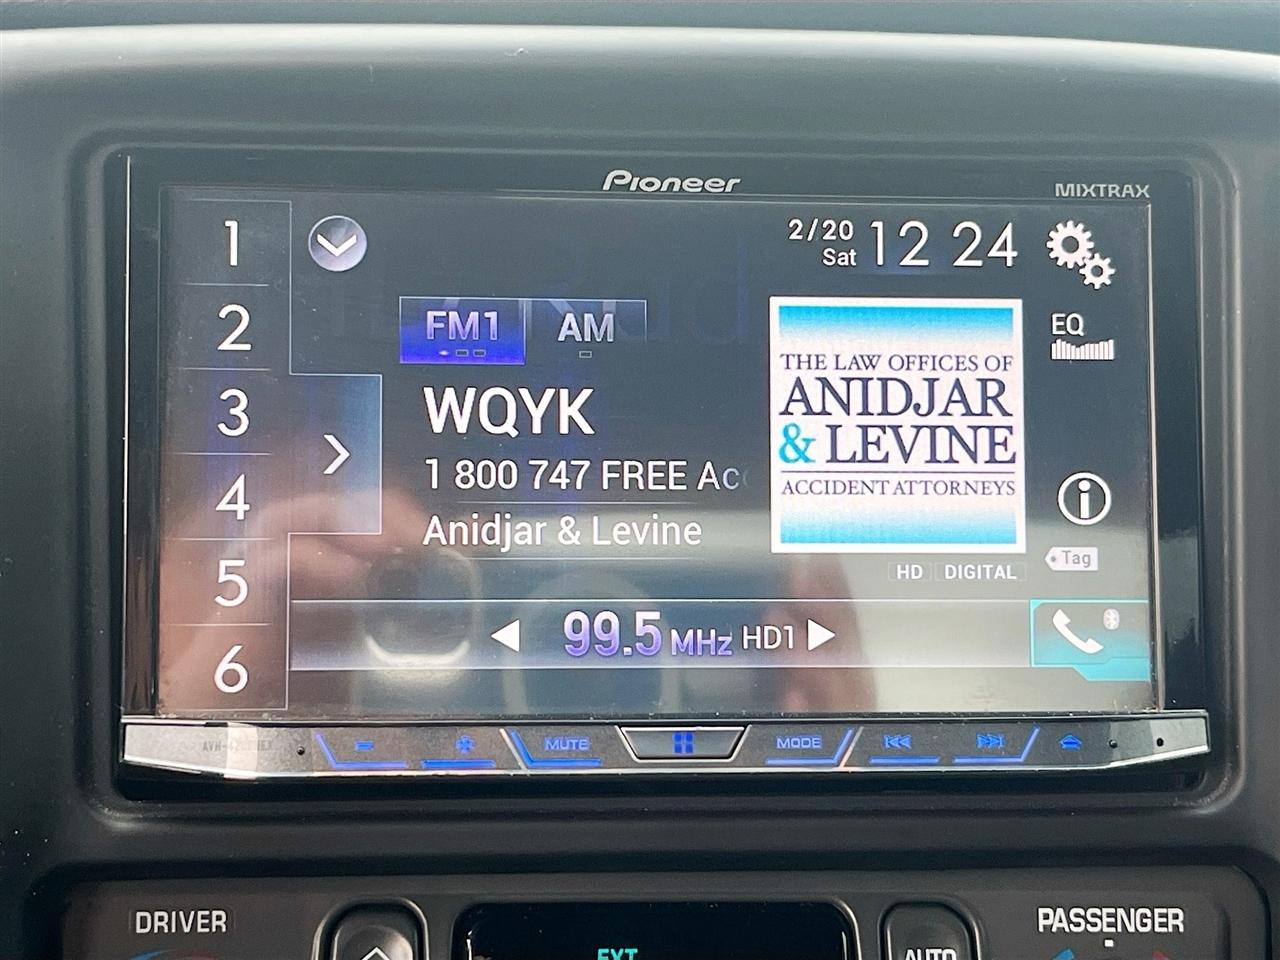 Pioneer
MIXTRAX
1
2
3
4
5
6
2/20
Sat
12 24
FM1
AM
EQ
WQYK
1 800 747 FREE Ac
Anidjar & Levine
THE LAW OFFICES OF
ANIDJAR
& LEVINE
ACCIDENT ATTORNEYS
HD DIGITAL
Tag
99.5 MHz HD1
MUTE
MODE
DRIVER
PASSENGER
EXT
AUTO